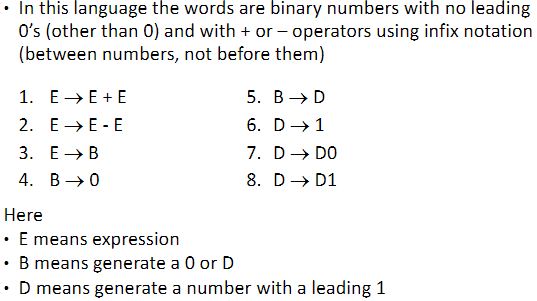 • In this language the words are binary numbers with no leading
0's (other than 0) and with + or – operators using infix notation
(between numbers, not before them)
1. E → E + E
2. E → E - E
3. E → B
4. B → 0
5. B → D
6. D → 1
7. D → D0
8. D → D1
Here
• E means expression
• B means generate a 0 or D
• D means generate a number with a leading 1